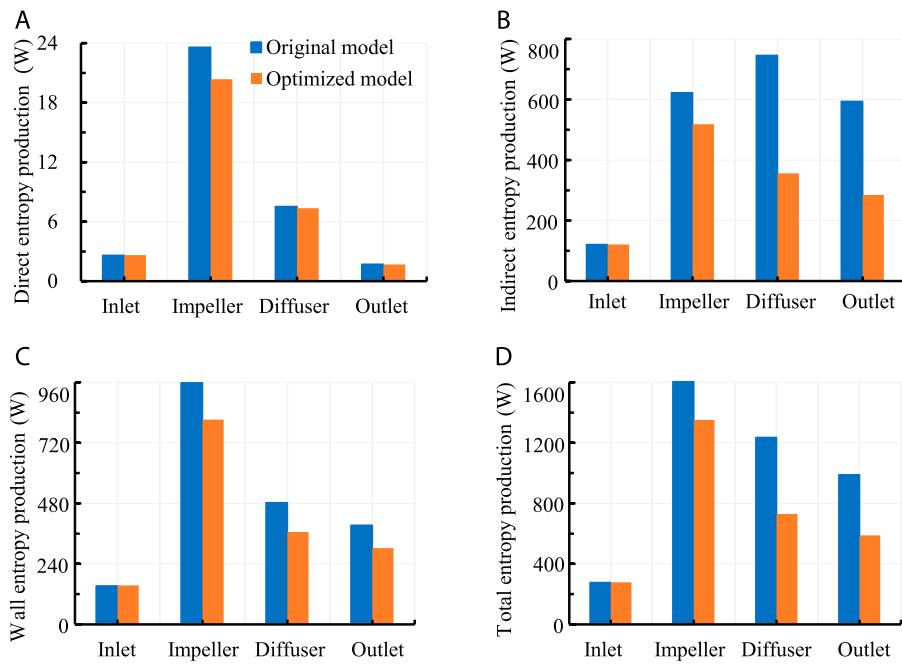 A
Direct entropy production (W)
24
18
12
6
0
Original model
Optimized model
Inlet Impeller Diffuser Outlet
B
Indirect entropy production (W)
800
600
400
200
0
Inlet Impeller Diffuser Outlet
C
Wall entropy production (W)
960
720
480
240
0
Inlet Impeller Diffuser Outlet
D
Total entropy production (W)
1600
1200
800
400
0
Inlet Impeller Diffuser Outlet